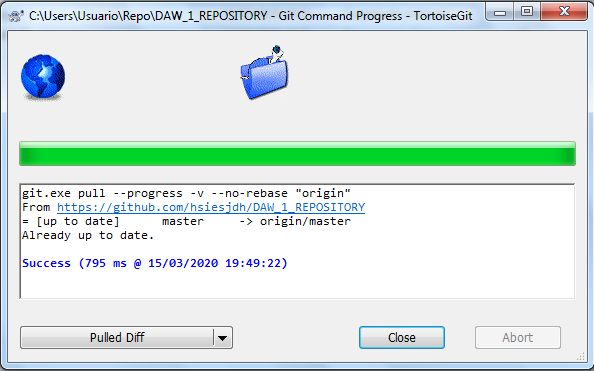 C:\Users\Usuario\Repo\DAW_1_REPOSITORY - Git Command Progress - TortoiseGit
git.exe pull --progress -v --no-rebase "origin"
From https://github.com/hsiesjdh/DAW_1_REPOSITORY
= [up to date]      master     -> origin/master
Already up to date.
Success (795 ms @ 15/03/2020 19:49:22)
Pulled Diff
Close
Abort